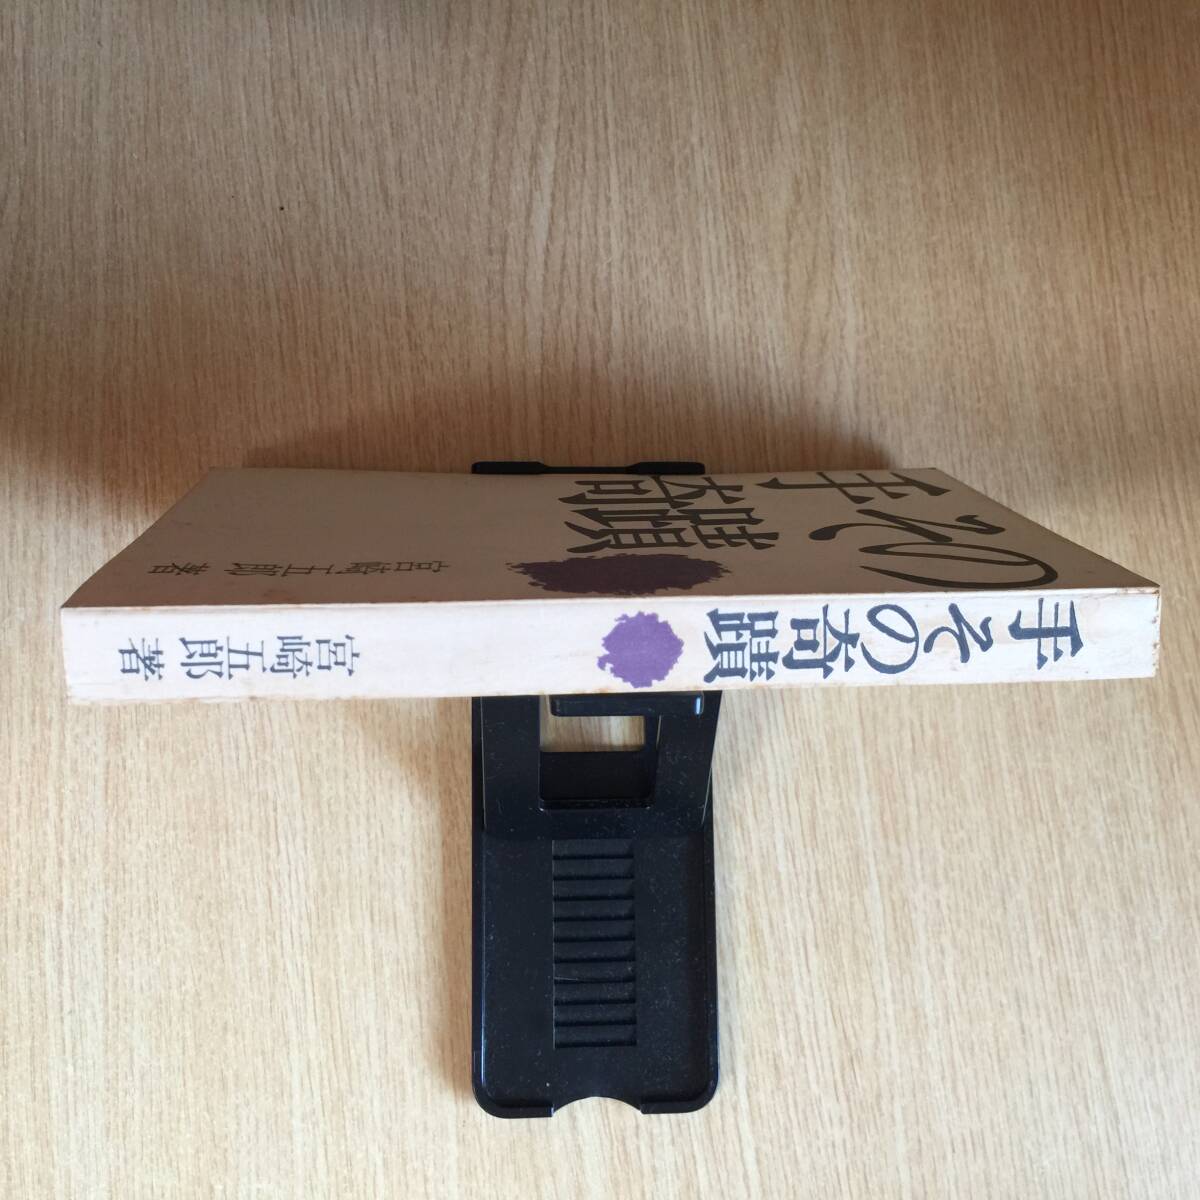 手その
奇蹟
宮崎五郎 著
手その奇蹟
宮崎五郎 著